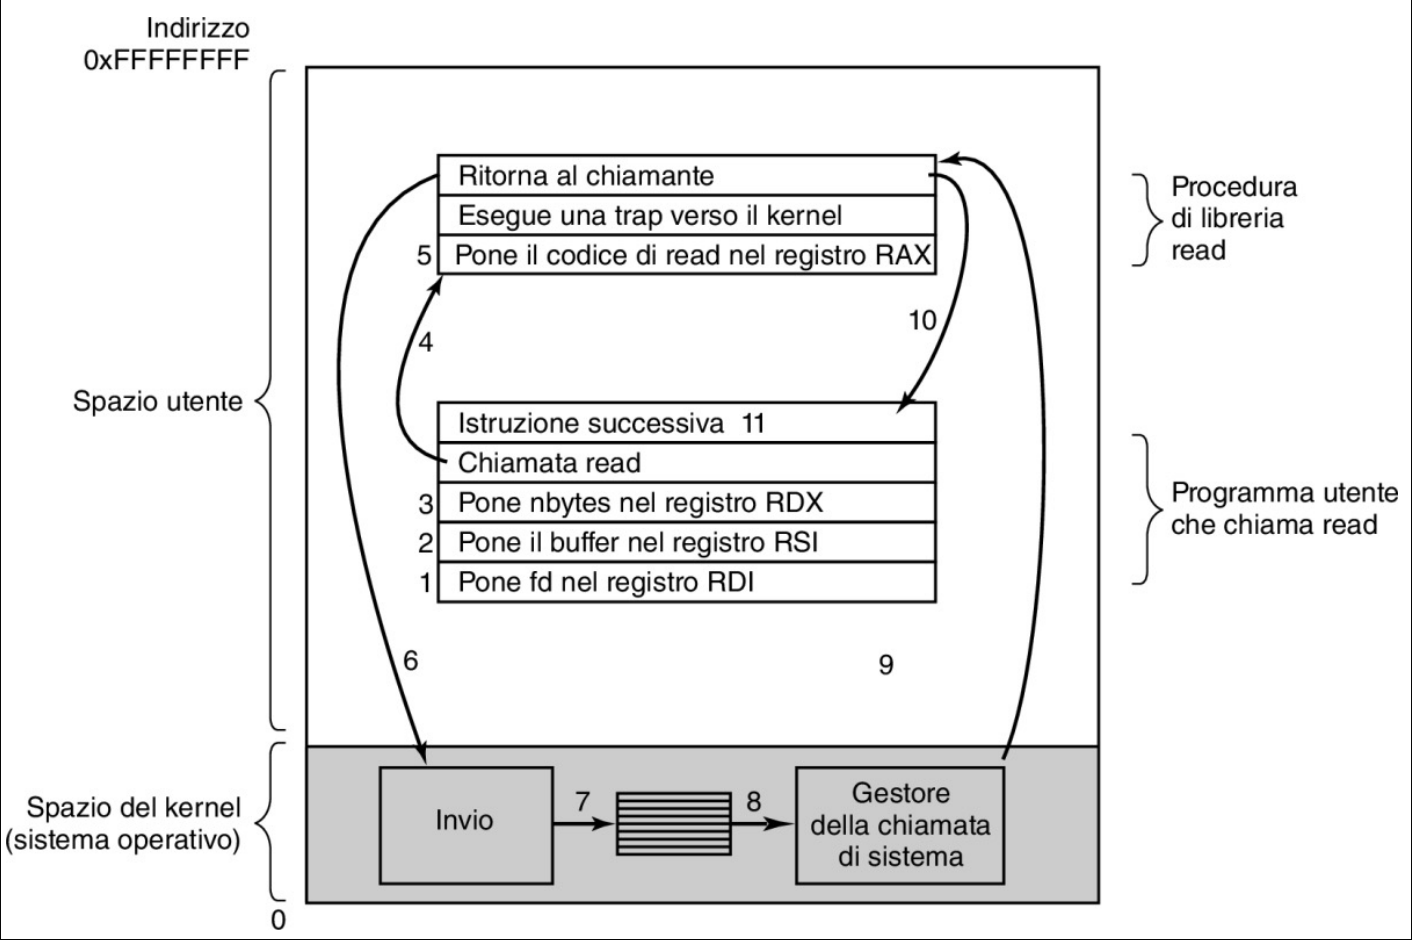 Indirizzo
0xFFFFFFFF
Ritorna al chiamante
Esegue una trap verso il kernel
5 Pone il codice di read nel registro RAX
Procedura
di libreria
read
4
10
Spazio utente
Istruzione successiva 11
Chiamata read
3 Pone nbytes nel registro RDX
2 Pone il buffer nel registro RSI
1 Pone fd nel registro RDI
Programma utente
che chiama read
6
9
Spazio del kernel
(sistema operativo)
Invio
7
8
Gestore
della chiamata
di sistema
0